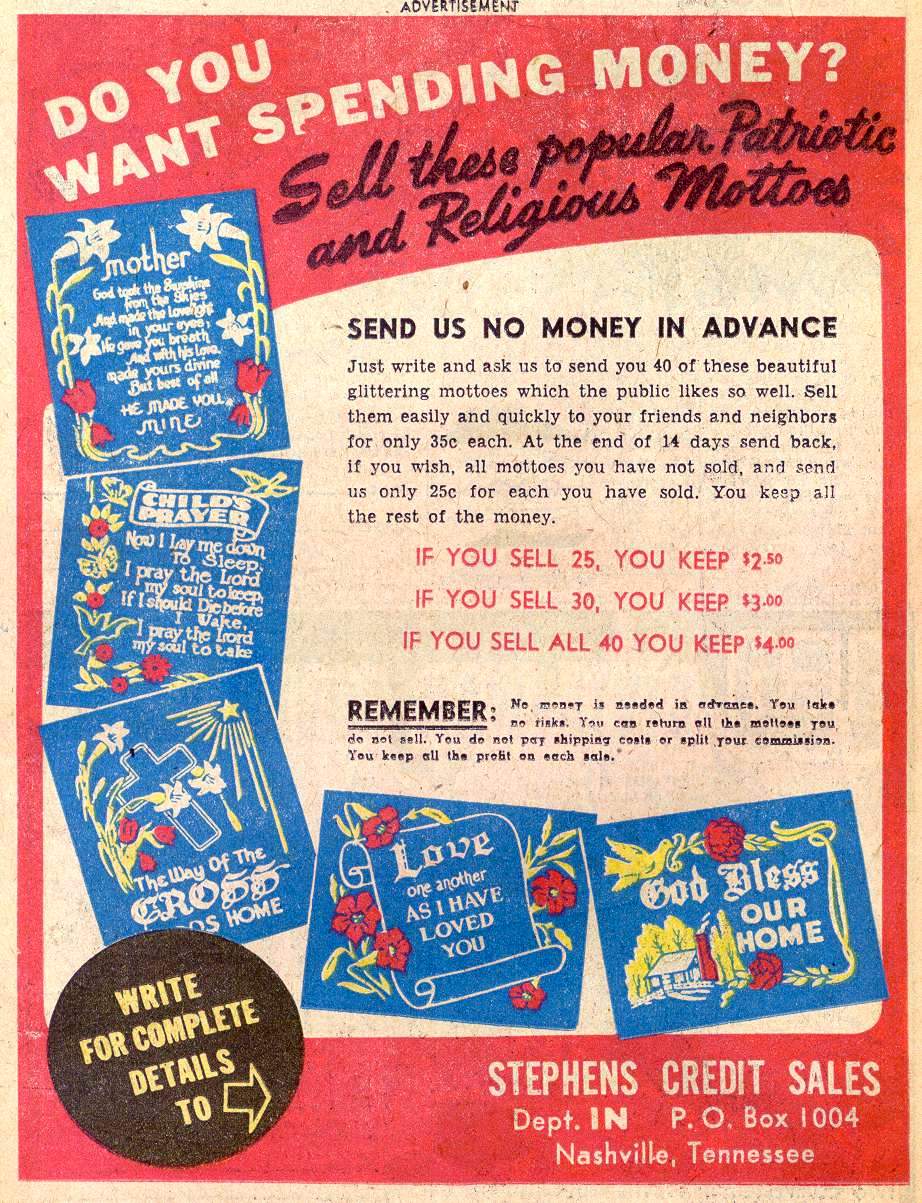 ADVERTISEMENT
DO YOU
WANT SPENDING MONEY?
Sell these popular Patriotic
and Religious Mottoes
mother
God took the Sunshine
from the Skies
And made the Lovelight
in your eyes;
He gave you breath
And with his Love,
made yours divine
But best of all
HE MADE YOU
MINE
SEND US NO MONEY IN ADVANCE
Just write and ask us to send you 40 of these beautiful
glittering mottoes which the public likes so well. Sell
them easily and quickly to your friends and neighbors
for only 35c each. At the end of 14 days send back,
if you wish, all mottoes you have not sold, and send
us only 25c for each you have sold. You keep all
the rest of the money.
IF YOU SELL 25, YOU KEEP $2.50
IF YOU SELL 30, YOU KEEP $3.00
IF YOU SELL ALL 40 YOU KEEP $4.00
CHILD'S
PRAYER
Now I Lay me down
To Sleep,
I pray the Lord
my soul to keep,
If I should Die before
I Wake,
I pray the Lord
my soul to take
REMEMBER: No money is needed in advance. You take
no risks. You can return all the mottoes you
do not sell. You do not pay shipping costs or split your commission.
You keep all the profit on each sale.
The Way Of The
CROSS
DS HOME
Love
one another
AS I HAVE
LOVED
YOU
God Bless
OUR
HOME
WRITE
FOR COMPLETE
DETAILS
TO
STEPHENS CREDIT SALES
Dept. IN P. O. Box 1004
Nashville, Tennessee